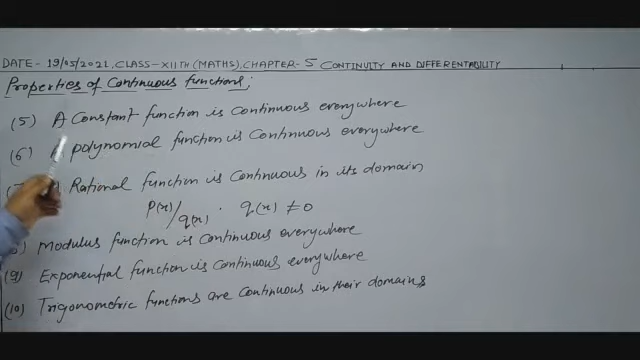 DATE - 19/05/2021, CLASS-XIITH (MATHS), CHAPTER- 5 CONTINUITY AND DIFFERTABILITY
Properties of Continuous functions;
(5) A Constant function is Continuous everywhere
(6) polynomial function is Continuous everywhere
Rational function is Continuous in its domain
P(x)/q(x) . q(x) ≠ 0
Modulus function is Continuous everywhere
(9) Exponential function is Continuous everywhere
(10) Trigonometric functions are Continuous in their domains